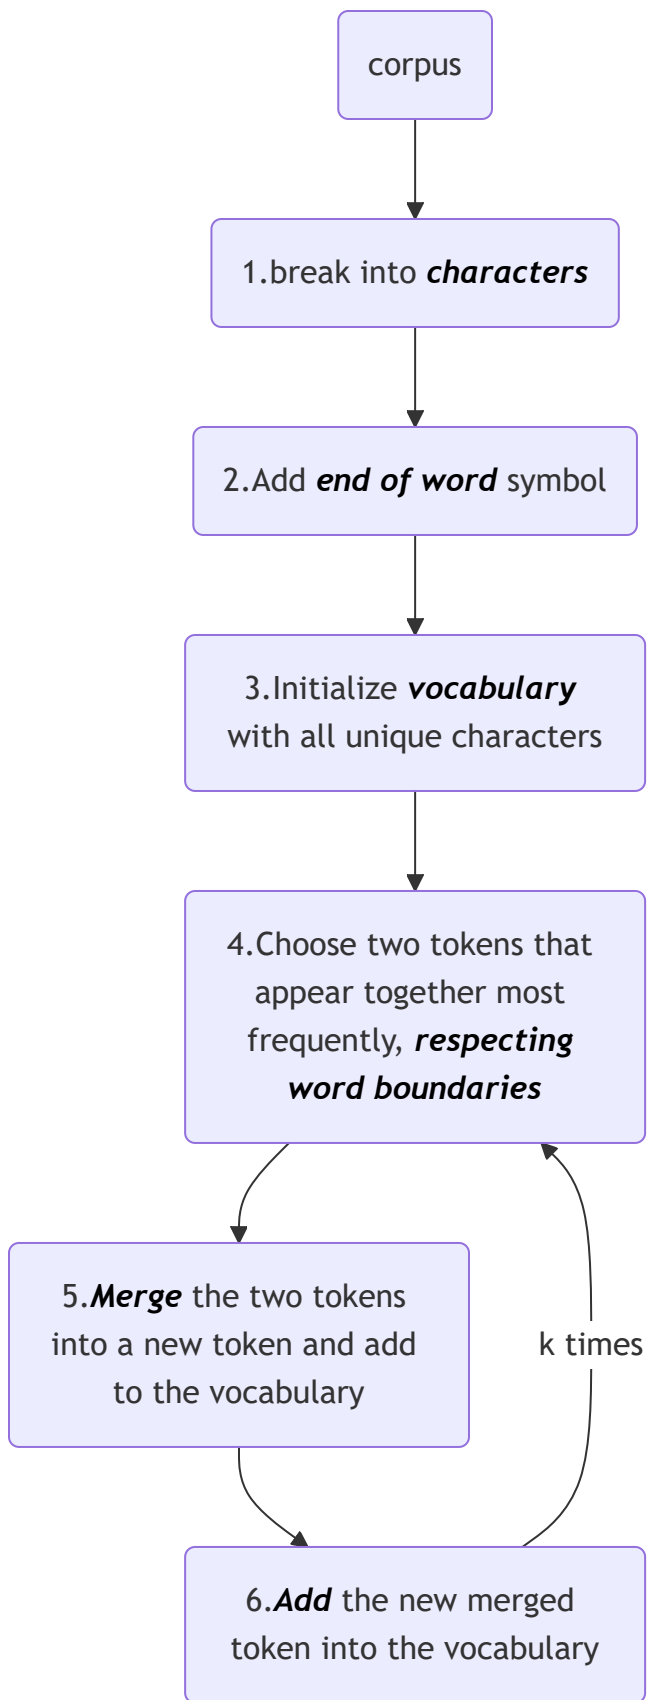 corpus
1.break into characters
2.Add end of word symbol
3.Initialize vocabulary
with all unique characters
4.Choose two tokens that
appear together most
frequently, respecting
word boundaries
5.Merge the two tokens
into a new token and add
to the vocabulary
k times
6.Add the new merged
token into the vocabulary